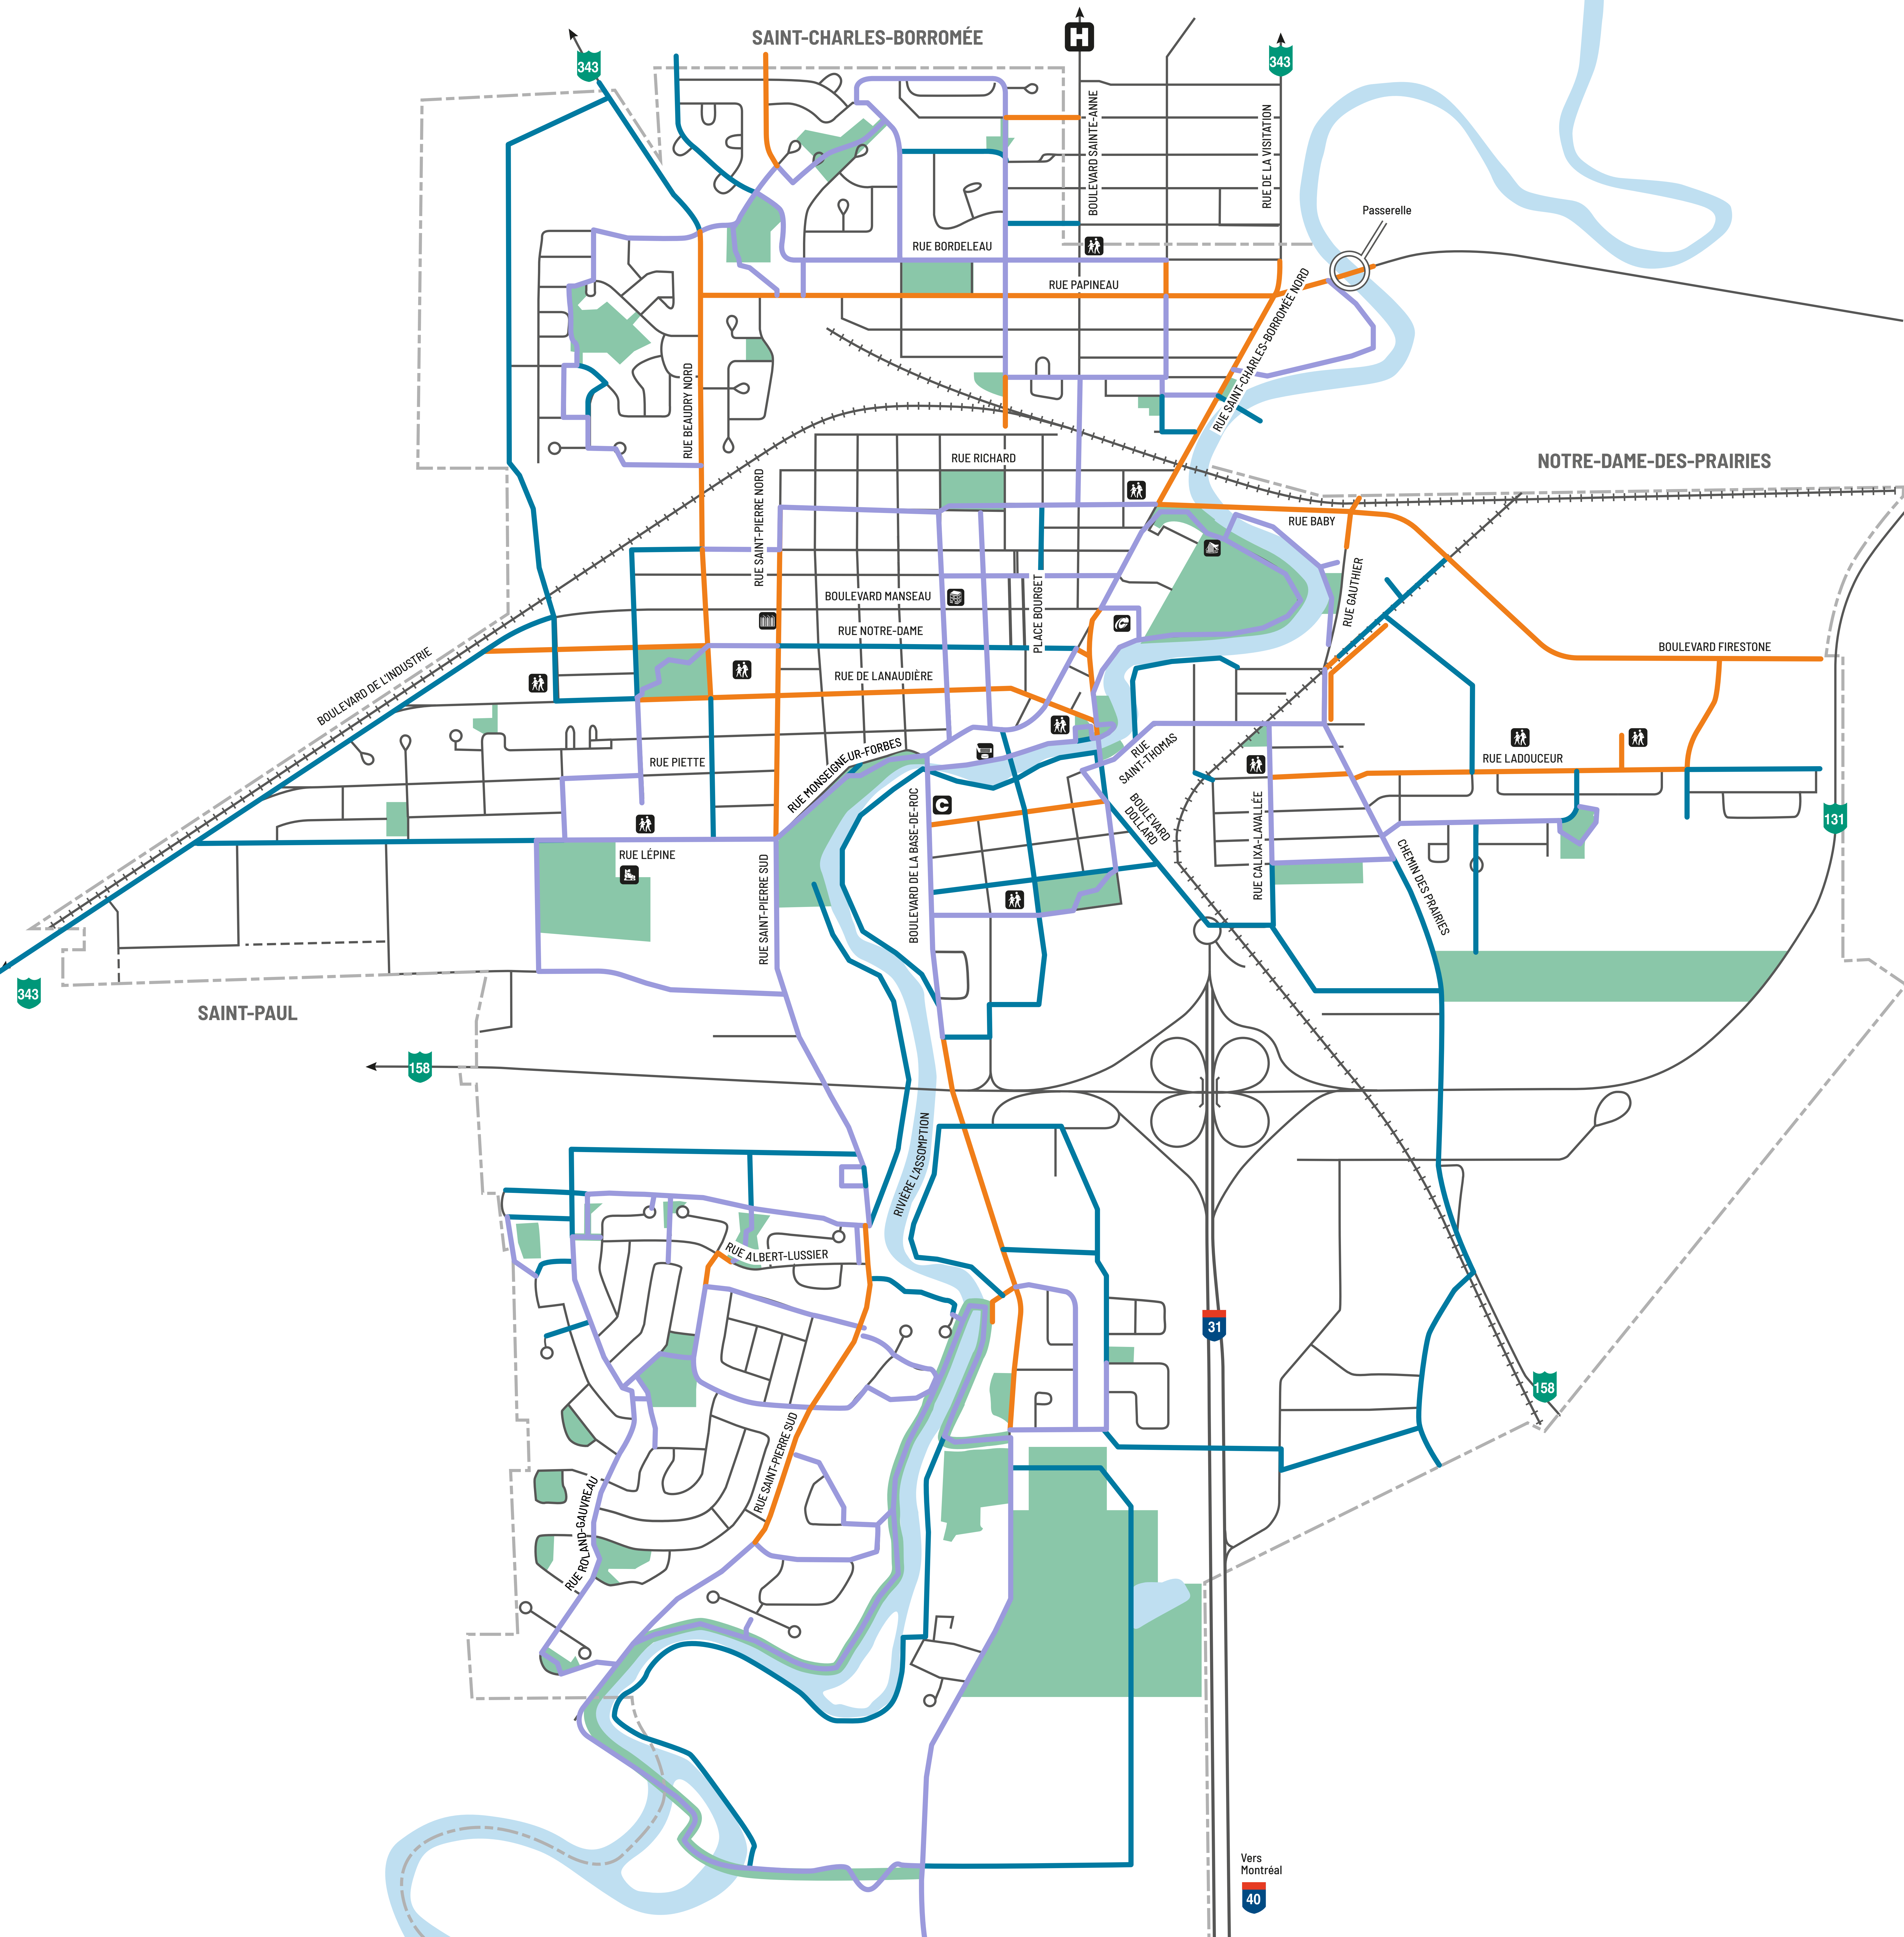 SAINT-CHARLES-BORROMÉE
H
343
343
BOULEVARD SAINTE-ANNE
RUE DE LA VISITATION
Passerelle
RUE BORDELEAU
RUE PAPINEAU
RUE SAINT-CHARLES-BORROMÉE NORD
RUE BEAUDRY NORD
RUE RICHARD
NOTRE-DAME-DES-PRAIRIES
RUE SAINT-PIERRE NORD
RUE BABY
RUE GAUTHIER
PLACE BOURGET
BOULEVARD MANSEAU
RUE NOTRE-DAME
BOULEVARD FIRESTONE
BOULEVARD DE L'INDUSTRIE
RUE DE LANAUDIÈRE
RUE PIETTE
RUE MONSEIGNEUR-FORBES
RUE
SAINT-THOMAS
RUE LADOUCEUR
C
BOULEVARD
DOLLARD
131
RUE LÉPINE
BOULEVARD DE LA BASE-DE-ROC
RUE CALIXA-LAVALLÉE
CHEMIN DES PRAIRIES
RUE SAINT-PIERRE SUD
343
SAINT-PAUL
158
RIVIÈRE L'ASSOMPTION
RUE ALBERT-LUSSIER
31
158
RUE SAINT-PIERRE SUD
RUE ROLAND-GAUVREAU
Vers
Montréal
40